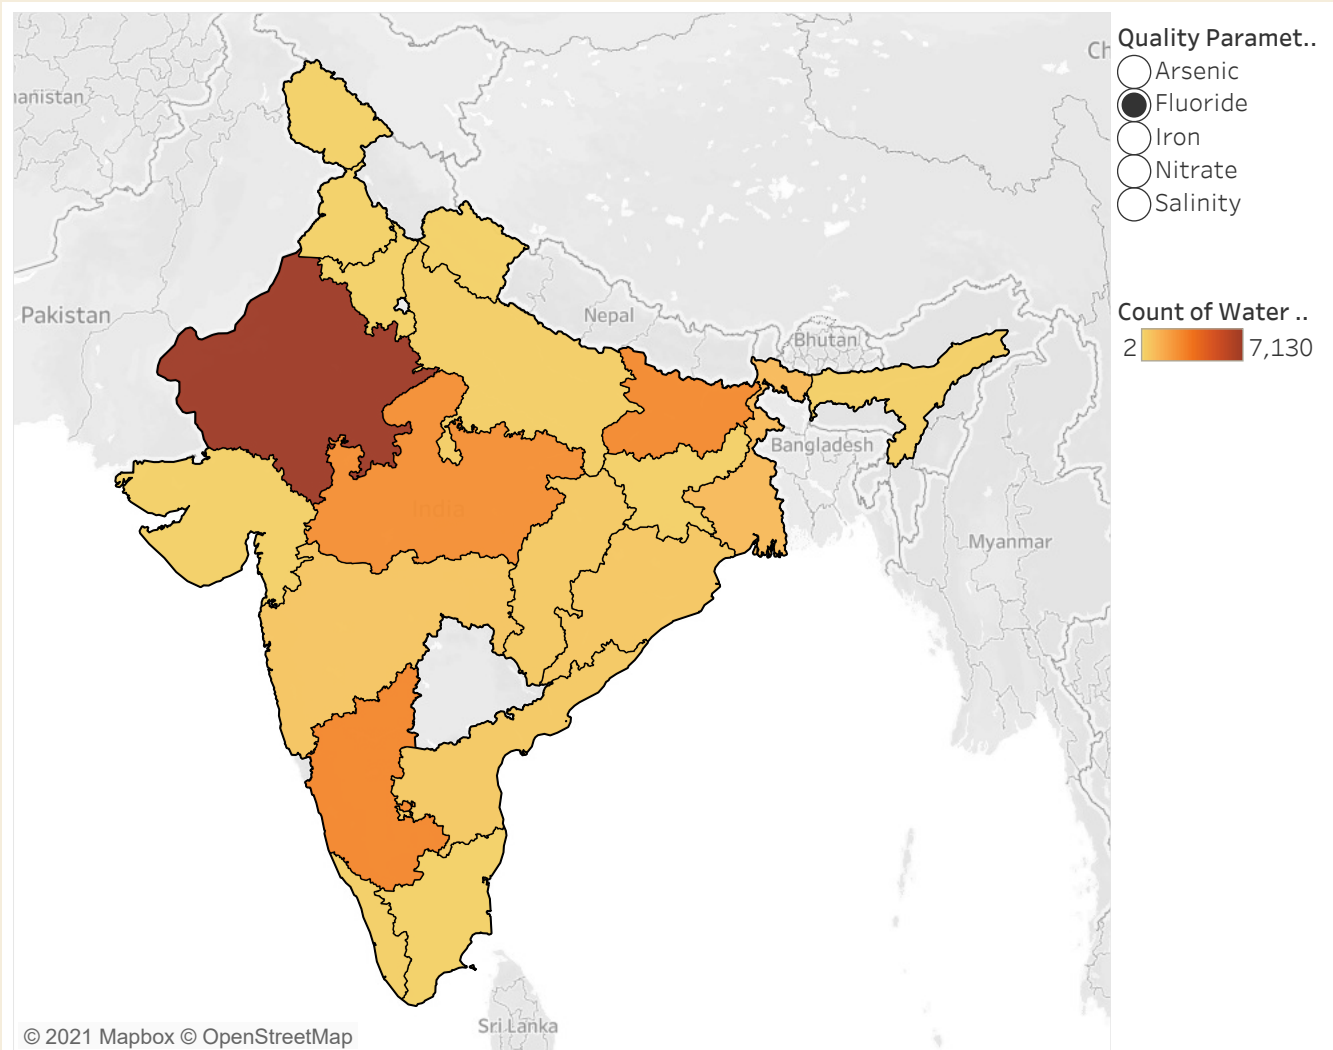 Quality Paramet..
Arsenic
Fluoride
Iron
Nitrate
Salinity
Count of Water ..
2
7,130
Ch
anistan
Pakistan
Nepal
Bhutan
Bangladesh
India
Myanmar
Sri Lanka
© 2021 Mapbox © OpenStreetMap